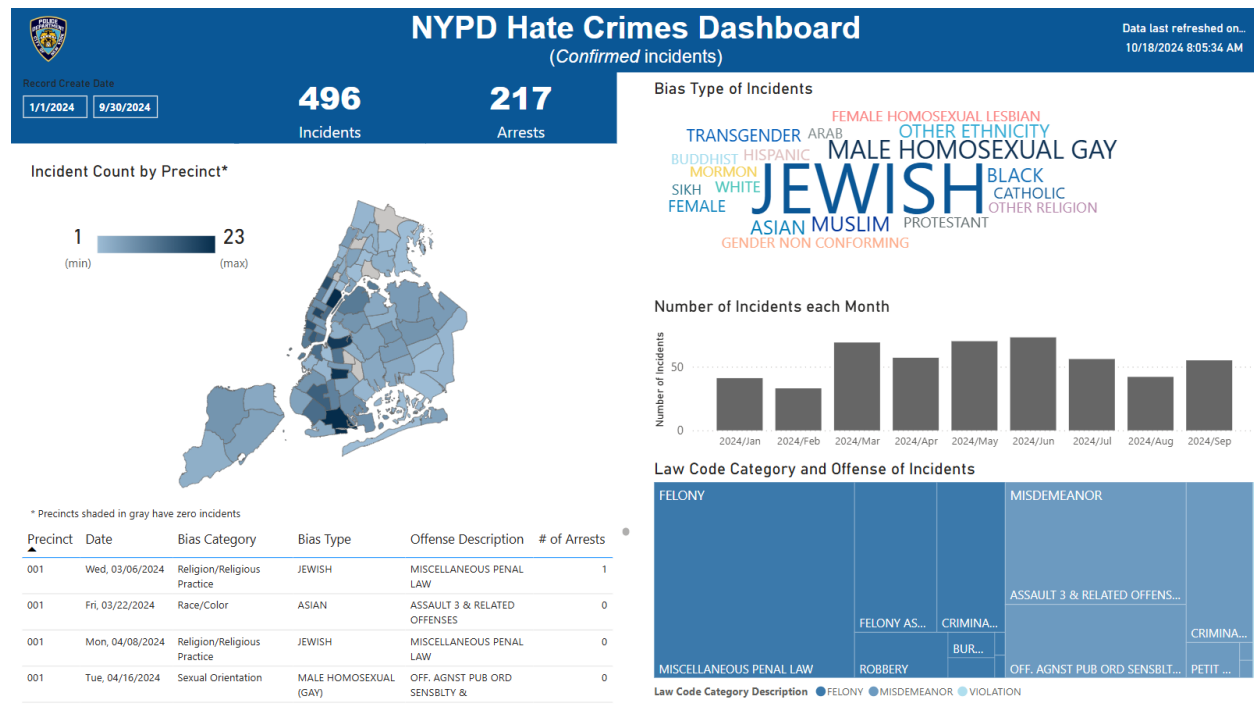 NYPD Hate Crimes Dashboard
(Confirmed incidents)
Data last refreshed on...
10/18/2024 8:05:34 AM
Record Create Date
1/1/2024 9/30/2024
496
Incidents
217
Arrests
Incident Count by Precinct*
1
(min)
23
(max)
* Precincts shaded in gray have zero incidents
Precinct Date Bias Category Bias Type Offense Description # of Arrests
001 Wed, 03/06/2024 Religion/Religious JEWISH MISCELLANEOUS PENAL 1
Practice LAW
001 Fri, 03/22/2024 Race/Color ASIAN ASSAULT 3 & RELATED 0
OFFENSES
001 Mon, 04/08/2024 Religion/Religious JEWISH MISCELLANEOUS PENAL 0
Practice LAW
001 Tue, 04/16/2024 Sexual Orientation MALE HOMOSEXUAL OFF. AGNST PUB ORD 0
(GAY) SENSBLTY &
Bias Type of Incidents
FEMALE HOMOSEXUAL LESBIAN
TRANSGENDER ARAB OTHER ETHNICITY
BUDDHIST HISPANIC MALE HOMOSEXUAL GAY
MORMON JEWISH BLACK
SIKH WHITE CATHOLIC
FEMALE OTHER RELIGION
ASIAN MUSLIM PROTESTANT
GENDER NON CONFORMING
Number of Incidents each Month
Number of Incidents
50
0
2024/Jan 2024/Feb 2024/Mar 2024/Apr 2024/May 2024/Jun 2024/Jul 2024/Aug 2024/Sep
Law Code Category and Offense of Incidents
FELONY MISDEMEANOR
ASSAULT 3 & RELATED OFFENS...
FELONY AS... CRIMINA...
CRIMINA...
BUR...
MISCELLANEOUS PENAL LAW ROBBERY OFF. AGNST PUB ORD SENSBLT... PETIT ...
Law Code Category Description FELONY MISDEMEANOR VIOLATION